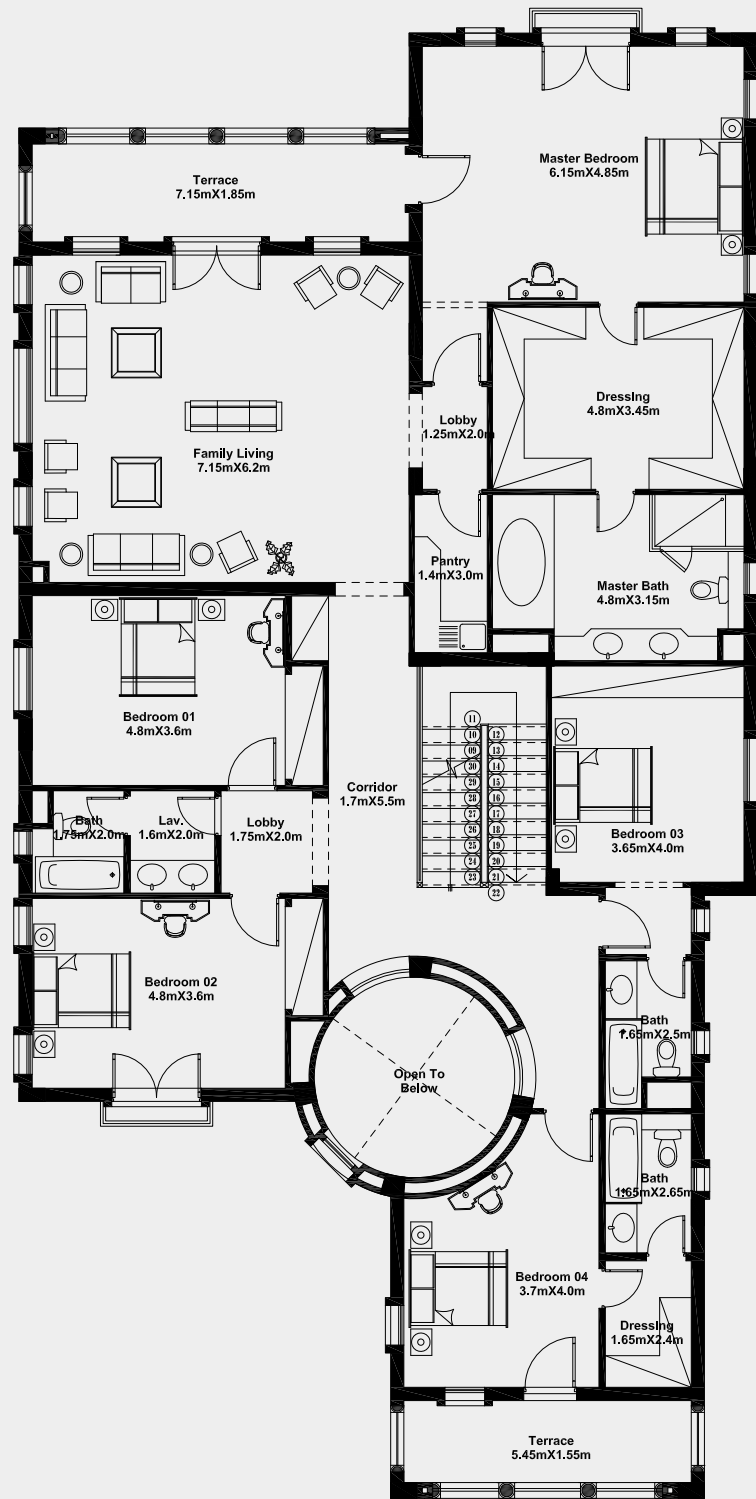 Master Bedroom
6.15mX4.85m
Terrace
7.15mX1.85m
Dressing
4.8mX3.45m
Lobby
1.25mX2.0m
Family Living
7.15mX6.2m
Pantry
1.4mX3.0m
Master Bath
4.8mX3.15m
Bedroom 01
4.8mX3.6m
11
10
09
30
29
28
27
26
25
24
23
12
13
14
15
16
17
18
19
20
21
22
Corridor
1.7mX5.5m
Bath
1.75mX2.0m
Lav.
1.6mX2.0m
Lobby
1.75mX2.0m
Bedroom 03
3.65mX4.0m
Bedroom 02
4.8mX3.6m
Bath
1.65mX2.5m
Open To
Below
Bath
1.65mX2.65m
Bedroom 04
3.7mX4.0m
Dressing
1.65mX2.4m
Terrace
5.45mX1.55m